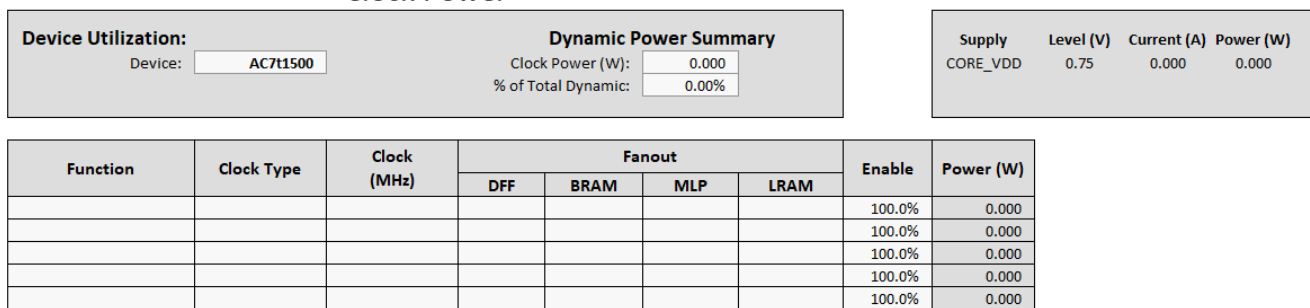 Device Utilization:
Device: AC7t1500
Dynamic Power Summary
Clock Power (W): 0.000
% of Total Dynamic: 0.00%
Supply Level (V) Current (A) Power (W)
CORE_VDD 0.75 0.000 0.000
Function Clock Type Clock (MHz) Fanout Enable Power (W)
DFF BRAM MLP LRAM
100.0% 0.000
100.0% 0.000
100.0% 0.000
100.0% 0.000
100.0% 0.000